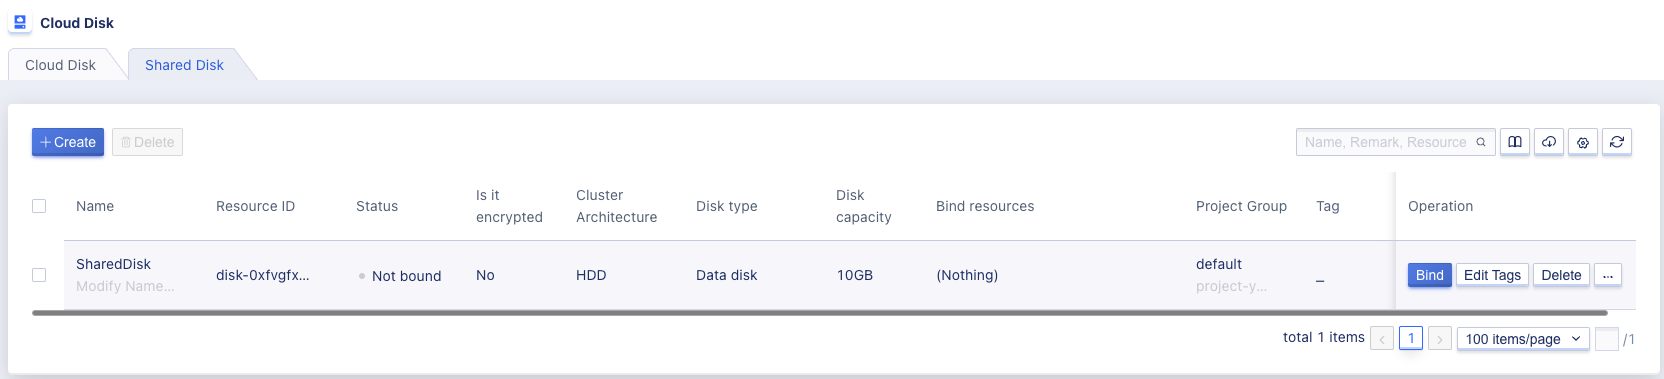 Cloud Disk
Cloud Disk
Shared Disk
Create
Delete
Name, Remark, Resource
Name
Resource ID
Status
Is it
encrypted
Cluster
Architecture
Disk type
Disk
capacity
Bind resources
Project Group
Tag
Operation
SharedDisk
Modify Name...
disk-0xfvgfx...
Not bound
No
HDD
Data disk
10GB
(Nothing)
default
project-y...
_
Bind
Edit Tags
Delete
...
total 1 items
1
100 items/page
/1